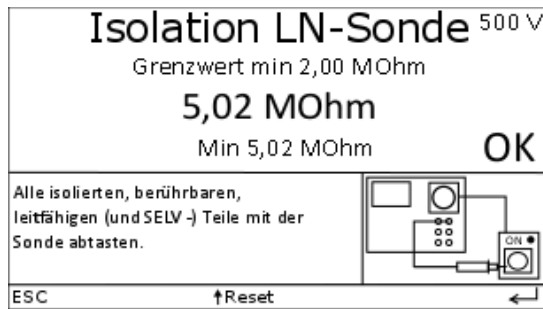 Isolation LN-Sonde 500 V
Grenzwert min 2,00 MOhm
5,02 MOhm
Min 5,02 MOhm
OK
Alle isolierten, berührbaren,
leitfähigen (und SELV -) Teile mit der
Sonde abtasten.
ON
ESC ↑Reset ↵